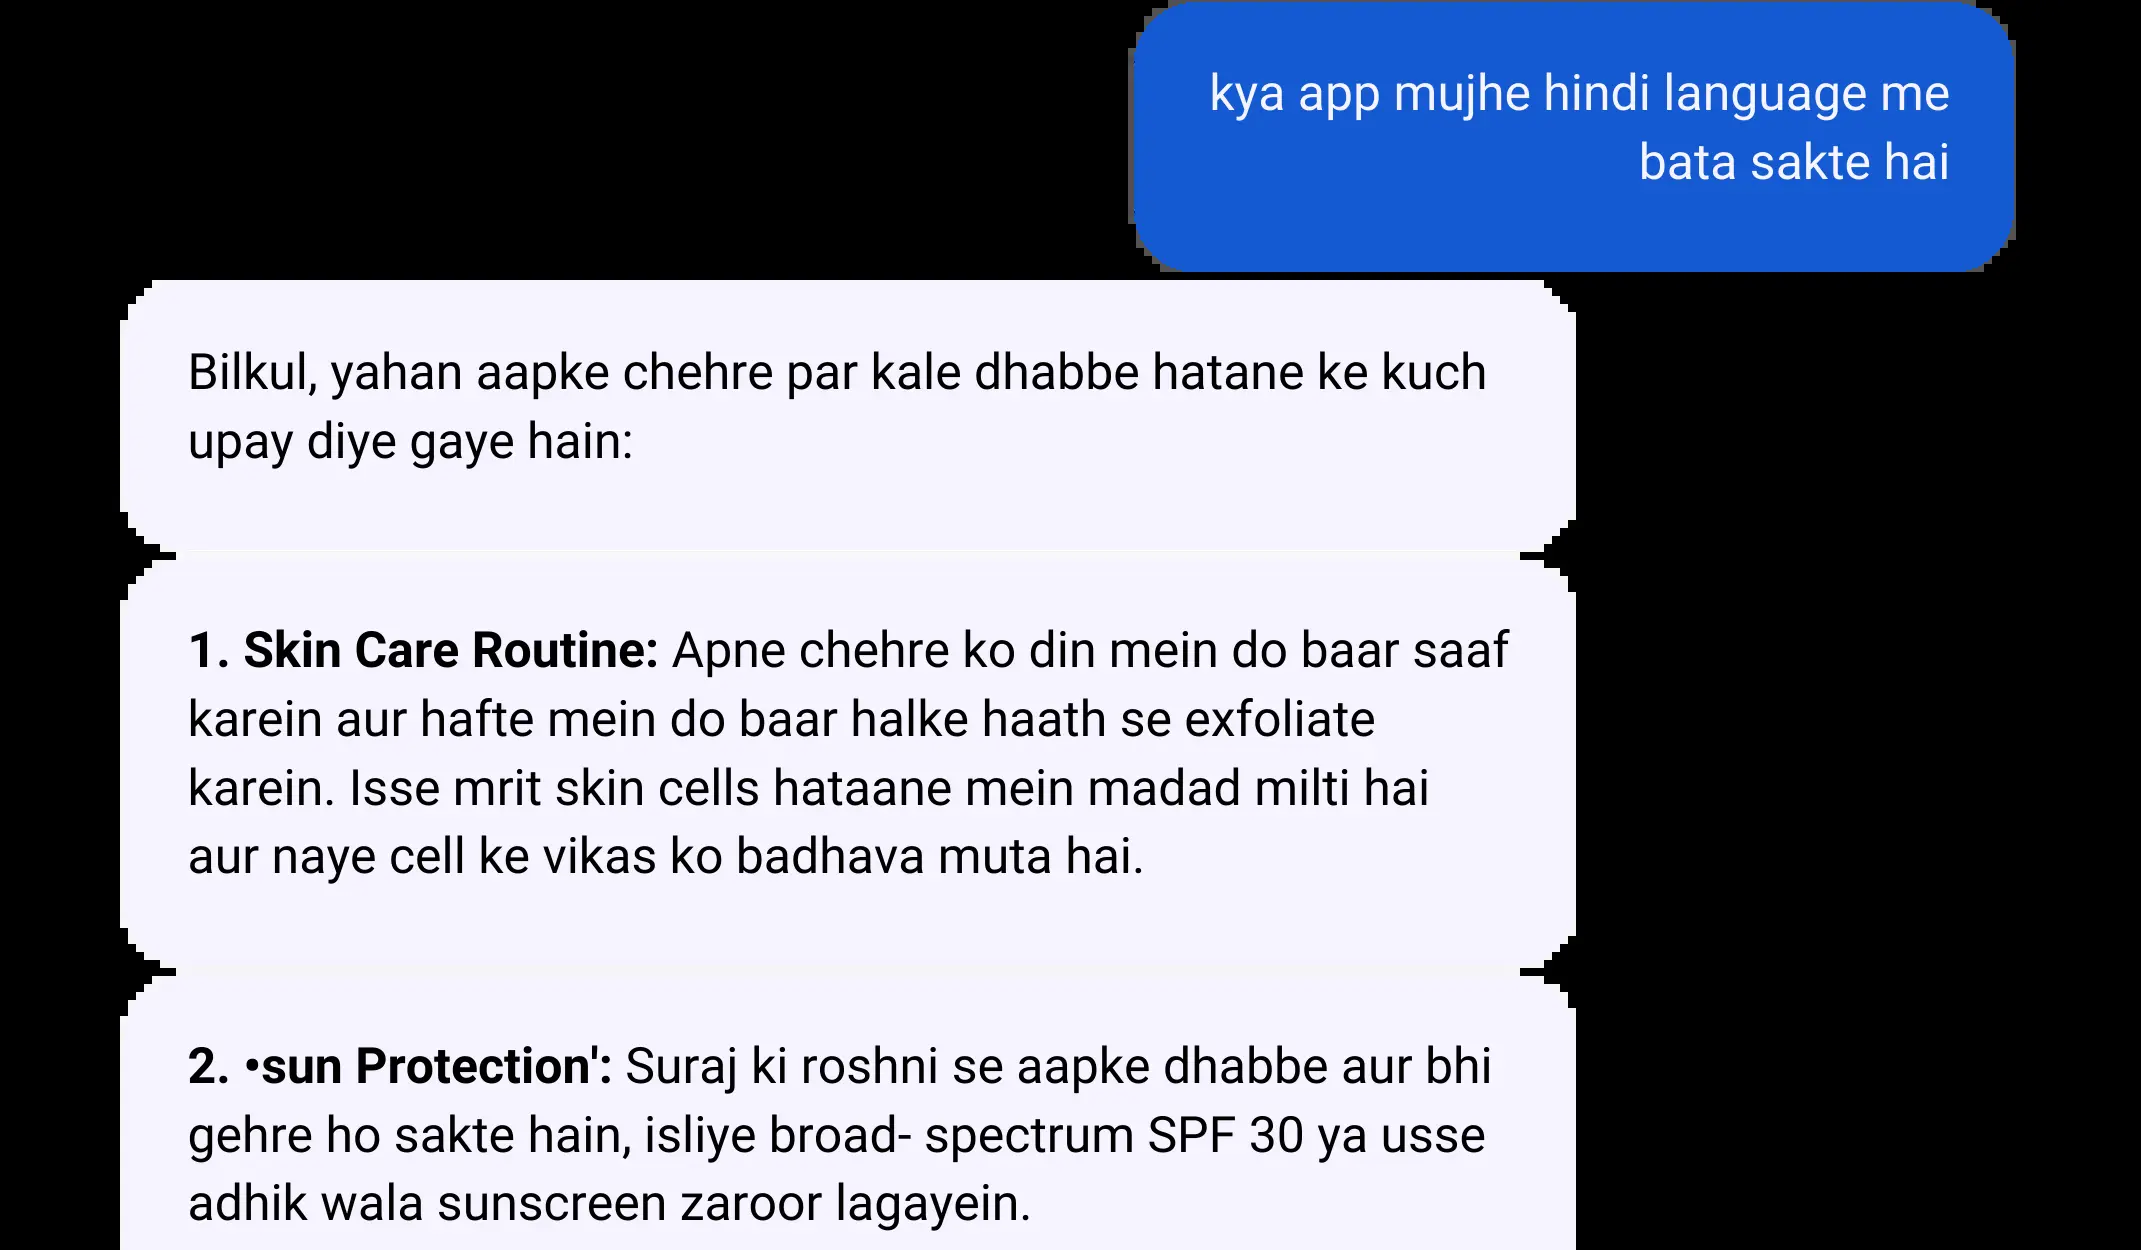 kya app mujhe hindi language me
bata sakte hai
Bilkul, yahan aapke chehre par kale dhabbe hatane ke kuch
upay diye gaye hain:
1. Skin Care Routine: Apne chehre ko din mein do baar saaf
karein aur hafte mein do baar halke haath se exfoliate
karein. Isse mrit skin cells hataane mein madad milti hai
aur naye cell ke vikas ko badhava muta hai.
2. •sun Protection': Suraj ki roshni se aapke dhabbe aur bhi
gehre ho sakte hain, isliye broad- spectrum SPF 30 ya usse
adhik wala sunscreen zaroor lagayein.